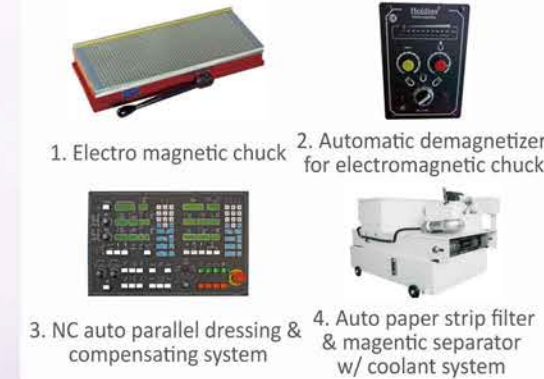 1. Electro magnetic chuck
2. Automatic demagnetizer
for electromagnetic chuck
3. NC auto parallel dressing &
compensating system
4. Auto paper strip filter
& magentic separator
w/ coolant system